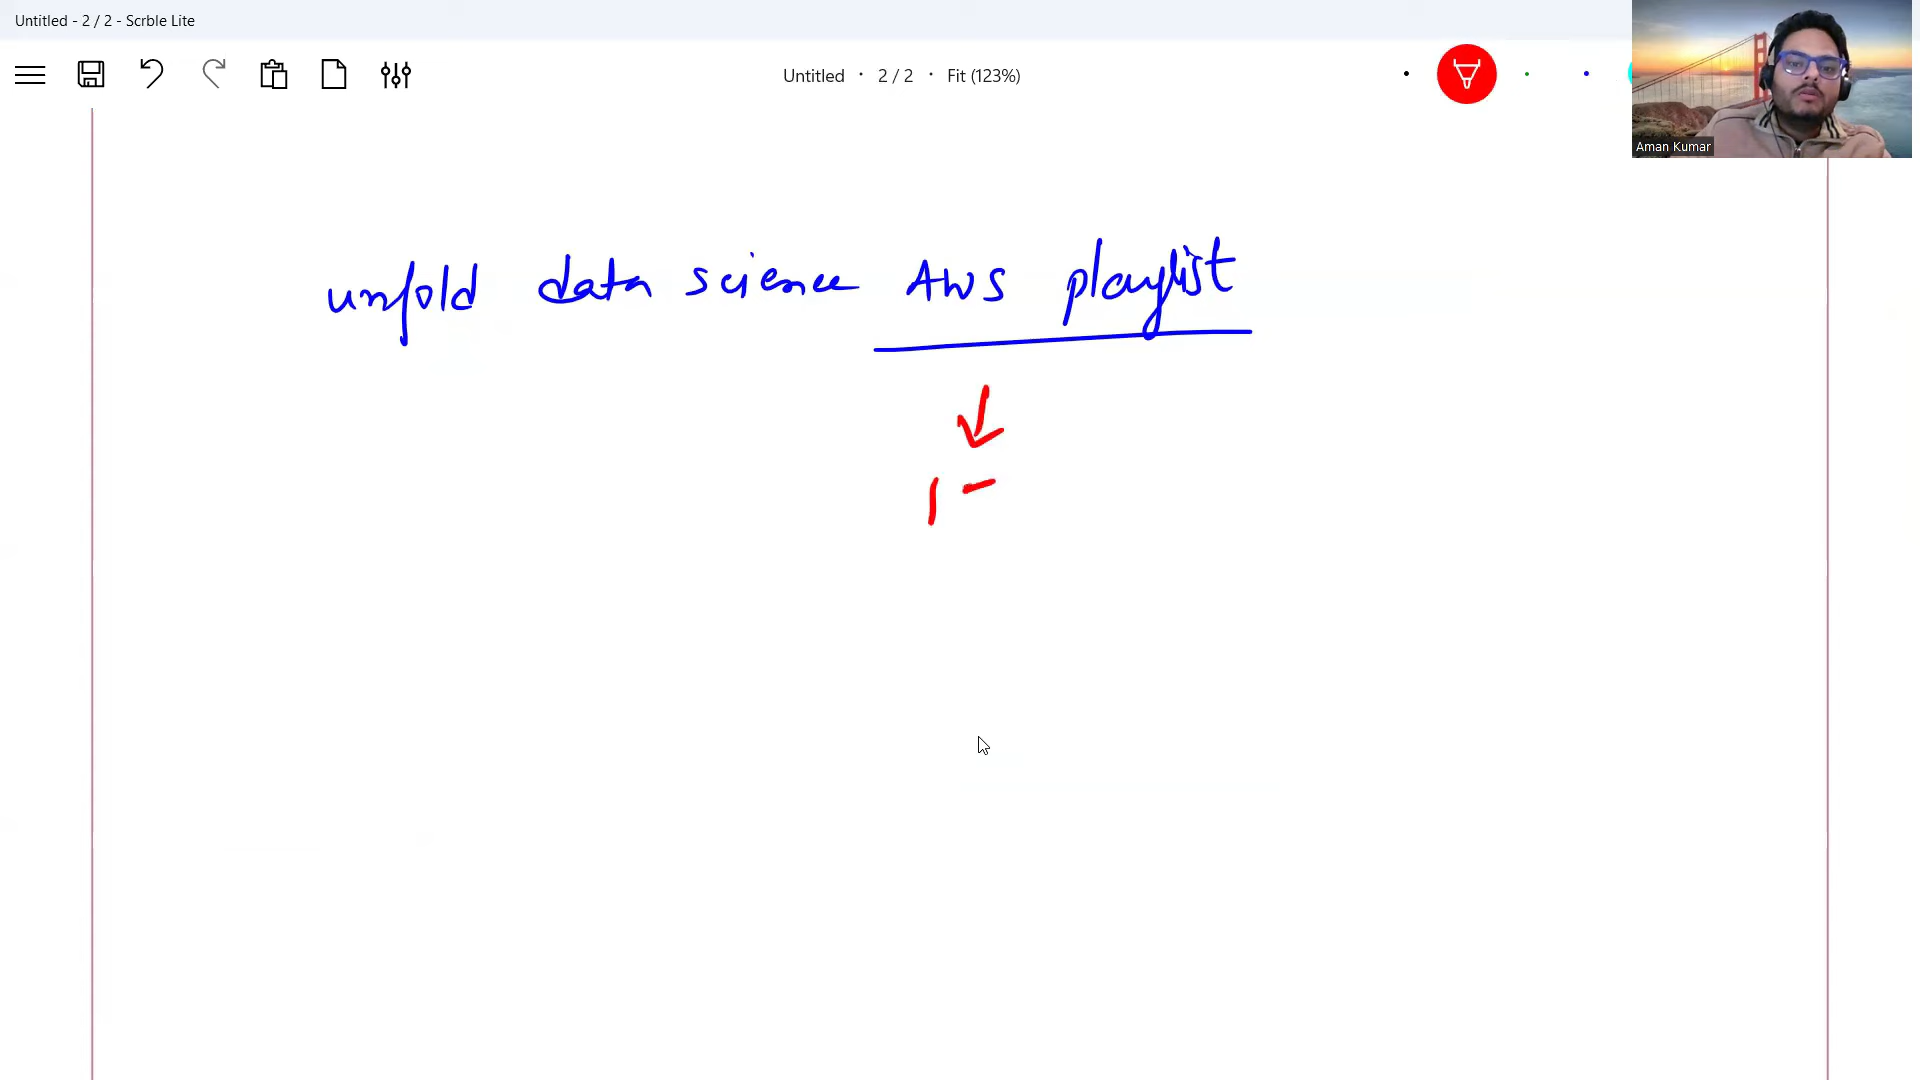 Untitled - 2 / 2 - Scrble Lite
Untitled • 2 / 2 • Fit (123%)
Aman Kumar
unfold data science AWS playlist
1 -